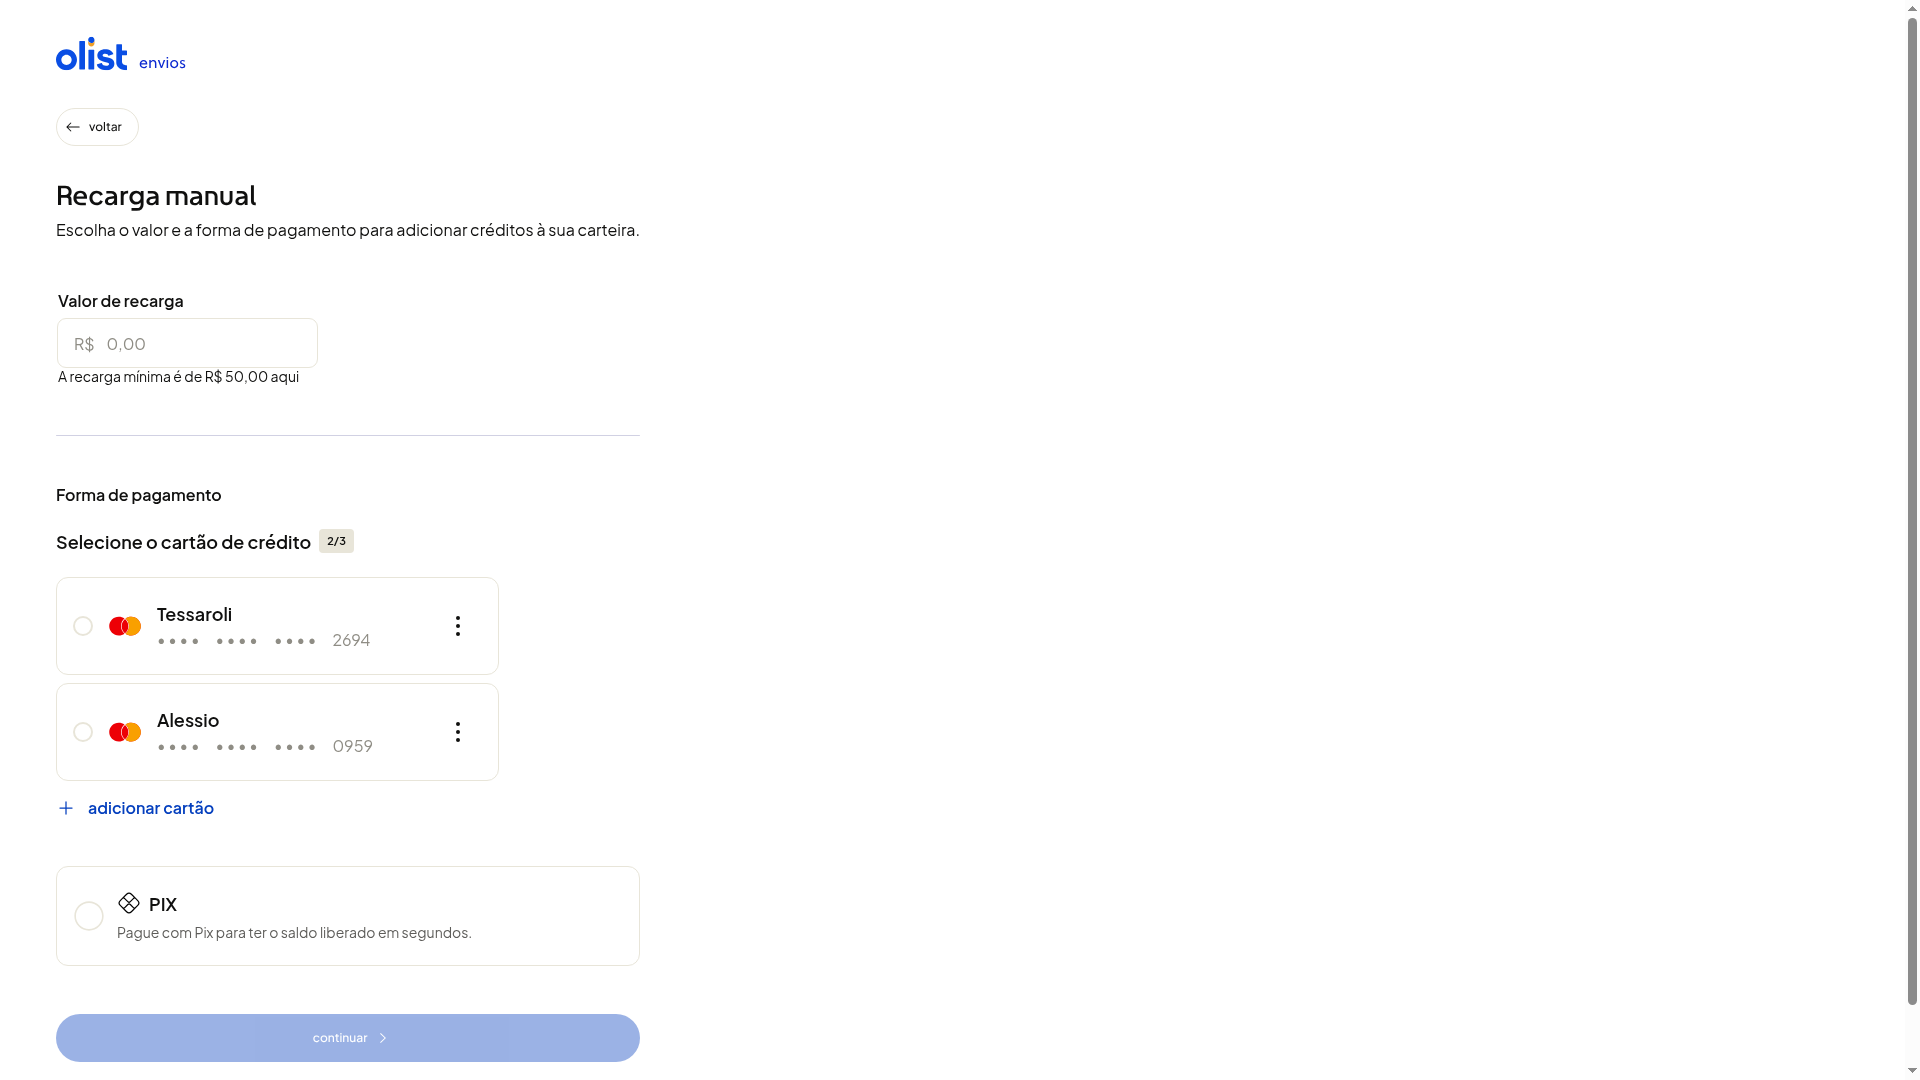 olist envios
voltar
Recarga manual
Escolha o valor e a forma de pagamento para adicionar créditos à sua carteira.
Valor de recarga
R$ 0,00
A recarga mínima é de R$ 50,00 aqui
Forma de pagamento
Selecione o cartão de crédito 2/3
Tessaroli
•••• •••• •••• 2694
Alessio
•••• •••• •••• 0959
+ adicionar cartão
PIX
Pague com Pix para ter o saldo liberado em segundos.
continuar